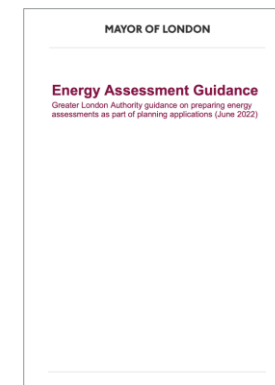 MAYOR OF LONDON
Energy Assessment Guidance
Greater London Authority guidance on preparing energy
assessments as part of planning applications (June 2022)